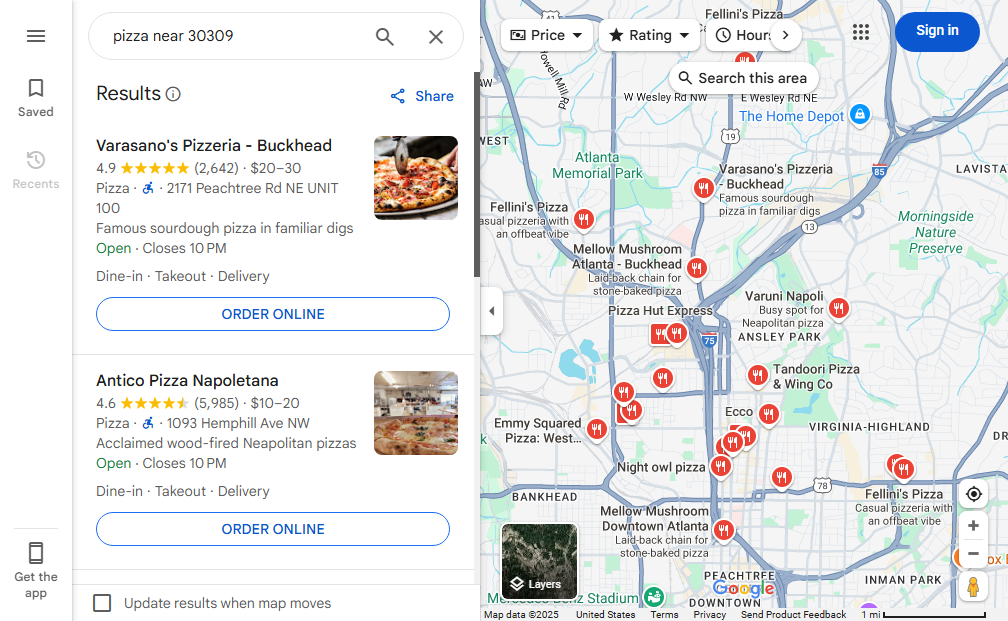 pizza near 30309
Saved
Recents
Get the
app
Results
Share
Varasano's Pizzeria - Buckhead
4.9 (2,642) · $20–30
Pizza · · 2171 Peachtree Rd NE UNIT
100
Famous sourdough pizza in familiar digs
Open · Closes 10 PM
Dine-in · Takeout · Delivery
ORDER ONLINE
Antico Pizza Napoletana
4.6 (5,985) · $10–20
Pizza · · 1093 Hemphill Ave NW
Acclaimed wood-fired Neapolitan pizzas
Open · Closes 10 PM
Dine-in · Takeout · Delivery
ORDER ONLINE
Update results when map moves
Price
Rating
Hours
Sign in
Search this area
Fellini's Pizza
41
Howell Mill Rd
W Wesley Rd NW
E Wesley Rd NE
The Home Depot
19
WEST
Atlanta
Memorial Park
85
LAVISTA
Varasano's Pizzeria
- Buckhead
Famous sourdough
pizza in familiar digs
Fellini's Pizza
asual pizzeria with
an offbeat vibe
13
Morningside
Nature
Preserve
Mellow Mushroom
Atlanta - Buckhead
Laid-back chain for
stone-baked pizza
Pizza Hut Express
Varuni Napoli
Busy spot for
Neapolitan pizza
75
ANSLEY PARK
Tandoori Pizza
& Wing Co
Ecco
Emmy Squared
Pizza: West...
VIRGINIA-HIGHLAND
DR
k
Night owl pizza
78
BANKHEAD
Fellini's Pizza
Casual pizzeria with
an offbeat vibe
Mellow Mushroom
Downtown Atlanta
Laid-back chain for
stone-baked pizza
ox
Layers
PEACHTREE
DOWNTOWN
Google
INMAN PARK
Mercedes-Benz Stadium
Map data ©2025 United States Terms Privacy Send Product Feedback 1 mi